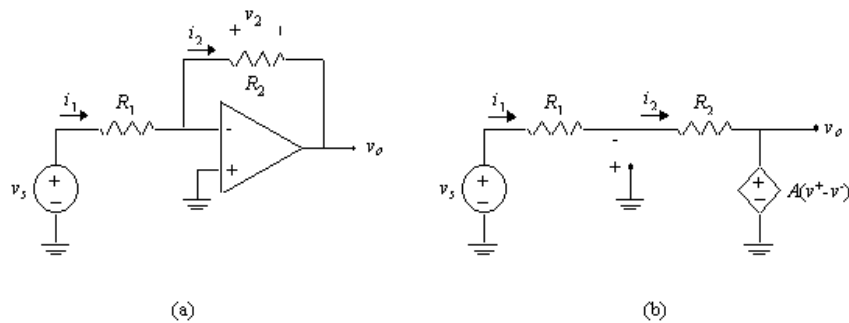 + v2 -
i2
R2
i1
R1
-
+
vo
vs
+
−
(a)
i1
R1
i2
R2
vo
-
+
vs
+
−
+
−
A(v+-v-)
(b)